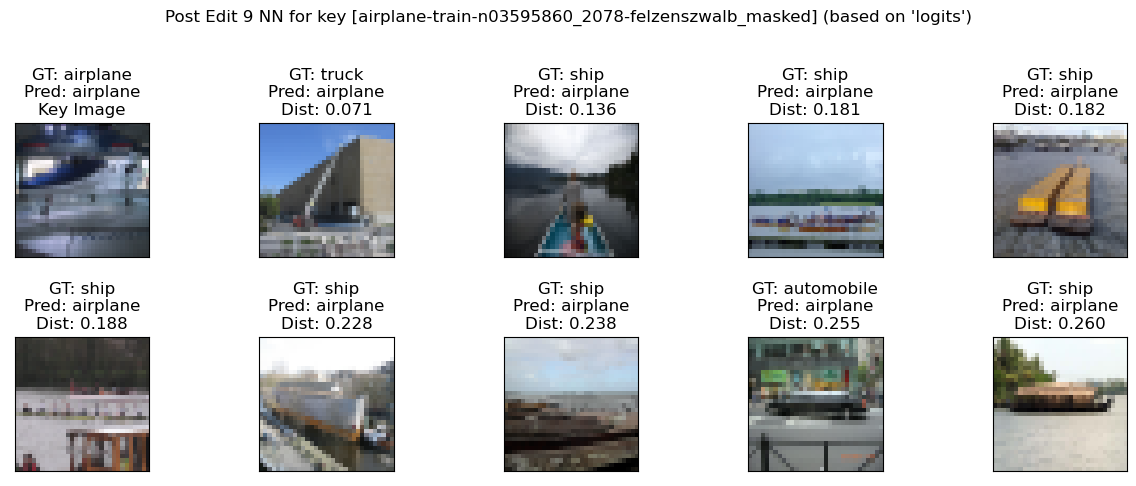 Post Edit 9 NN for key [airplane-train-n03595860_2078-felzenszwalb_masked] (based on 'logits')
GT: airplane
Pred: airplane
Key Image
GT: truck
Pred: airplane
Dist: 0.071
GT: ship
Pred: airplane
Dist: 0.136
GT: ship
Pred: airplane
Dist: 0.181
GT: ship
Pred: airplane
Dist: 0.182
GT: ship
Pred: airplane
Dist: 0.188
GT: ship
Pred: airplane
Dist: 0.228
GT: ship
Pred: airplane
Dist: 0.238
GT: automobile
Pred: airplane
Dist: 0.255
GT: ship
Pred: airplane
Dist: 0.260